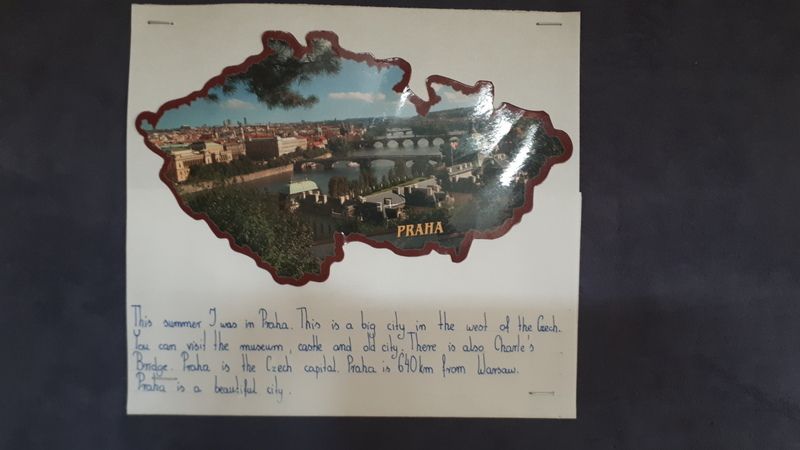 PRAHA
This summer I was in Praha. This is a big city in the west of the Czech.
You can visit the museum, castle and old city. There is also Charle's
Bridge. Praha is the Czech capital. Praha is 640 km from Warsaw.
Praha is a beautiful city.